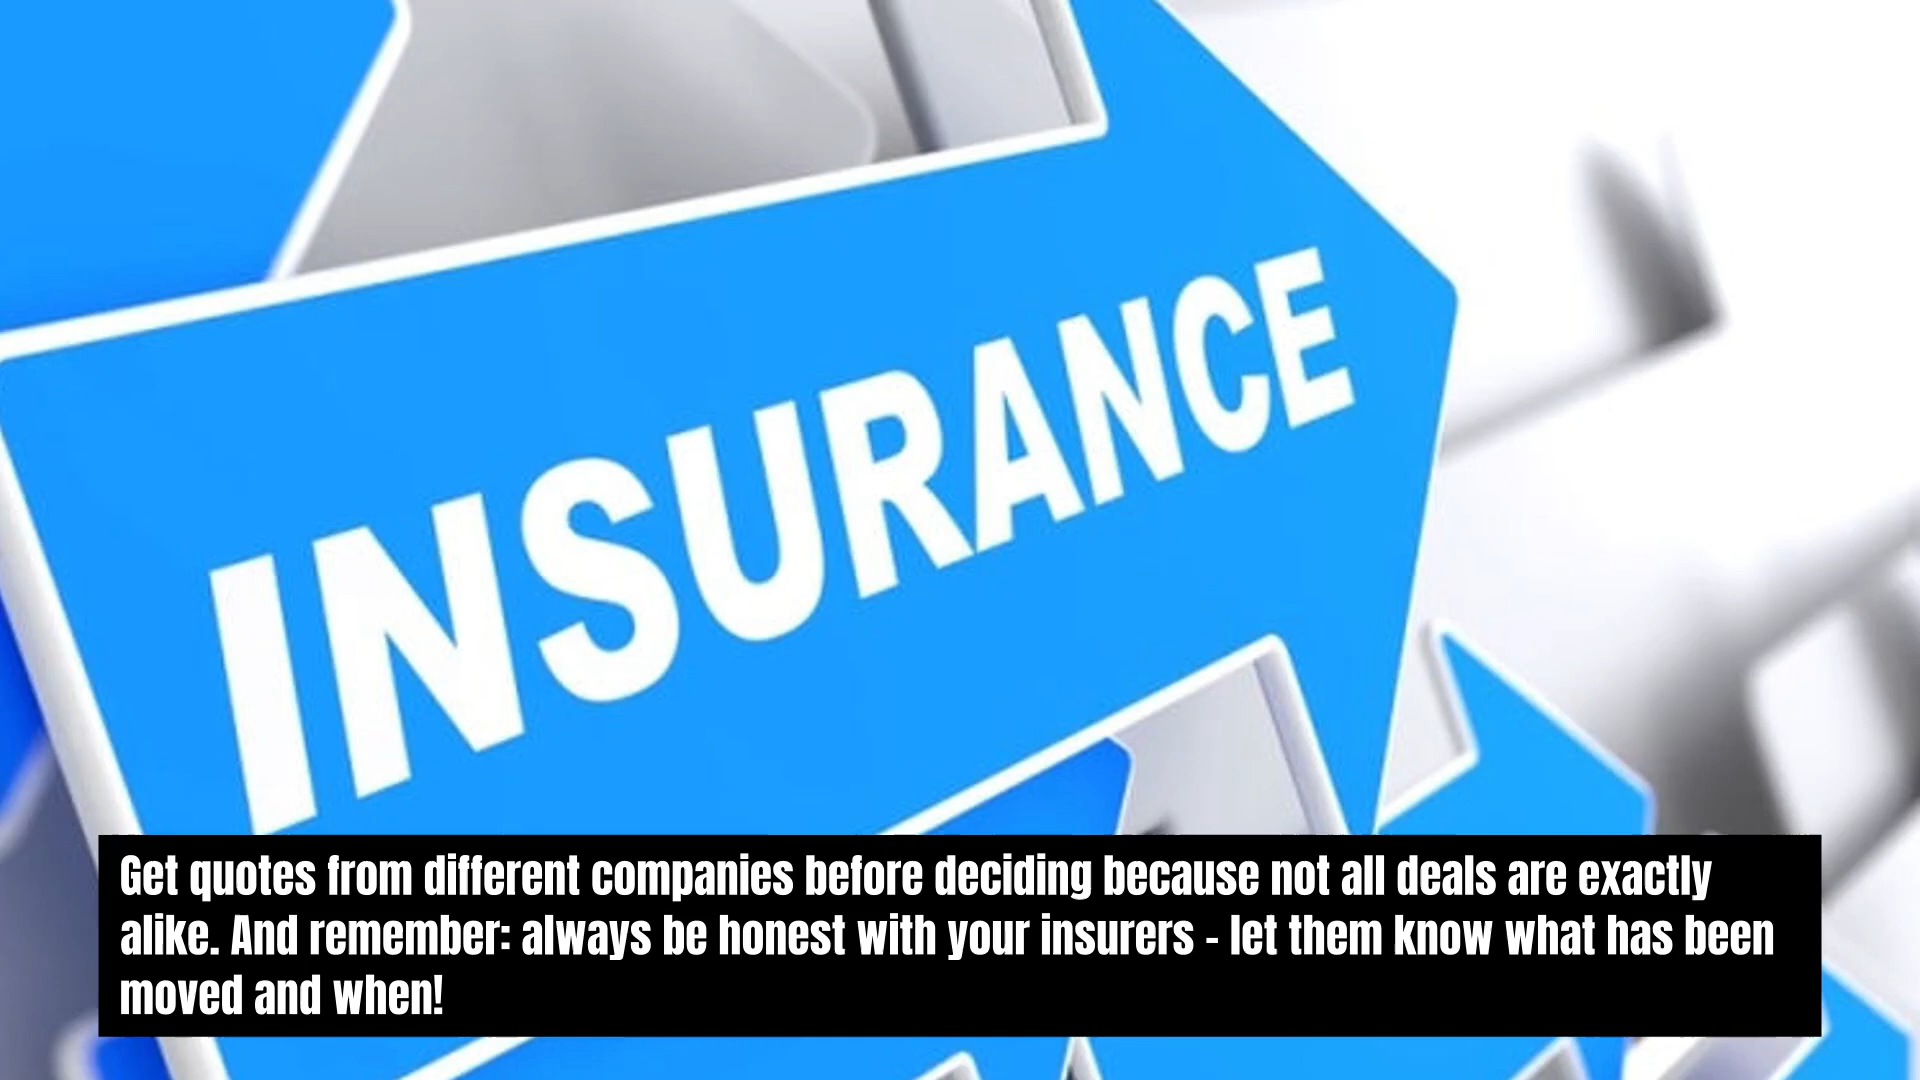 INSURANCE
Get quotes from different companies before deciding because not all deals are exactly
alike. And remember: always be honest with your insurers - let them know what has been
moved and when!